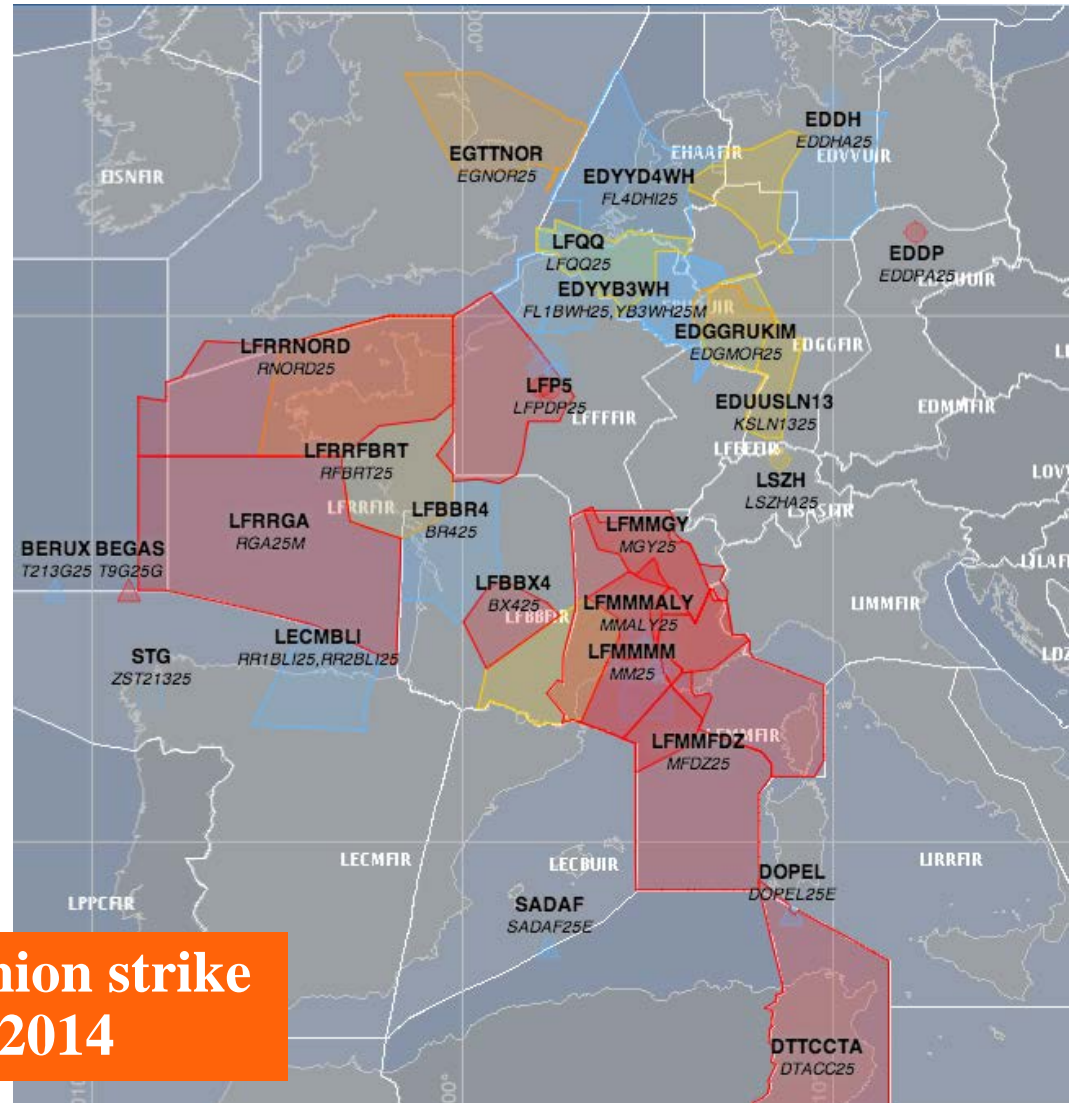 EISNFIR
EGTTNOR
EGNOR25
EHAAFIR
EDDH
EDDHA25
EDVVUIR
EDYYD4WH
FL4DHI25
LFQQ
LFQQ25
EDDP
EDDPA25
EDYYB3WH
FL1BWH25,YB3WH25M
EDGGRUKIM
EDGMOR25
EDGGFIR
LFRRNORD
RNORD25
LFP5
LFPDP25
LFFFFIR
EDUUSLN13
KSLN1325
EDMMFIR
LFRRFBRT
RFBRT25
LSZH
LSZHA25
LSASFIR
LFRRFIR
LFBBR4
BR425
LFRRGA
RGA25M
LFMMGY
MGY25
BERUX BEGAS
T213G25 T9G25G
LFBBX4
BX425
LFBBFIR
LFMMMALY
MMALY25
LIMMFIR
LECMBLI
RR1BLI25,RR2BLI25
LFMMMM
MM25
STG
ZST21325
LFMMFDZ
MFDZ25
LECMFIR
LECBUIR
LIRRFIR
DOPEL
DOPEL25E
LPPCFIR
SADAF
SADAF25E
nion strike
2014
DTTCCTA
DTACC25